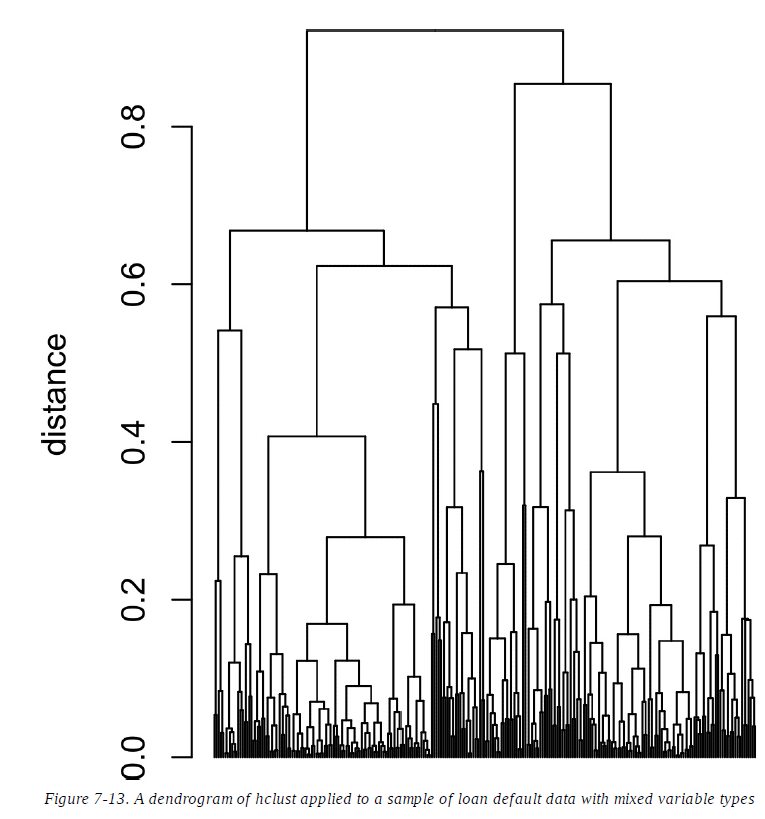 0.8
0.6
distance
0.4
0.2
0.0
Figure 7-13. A dendrogram of hclust applied to a sample of loan default data with mixed variable types